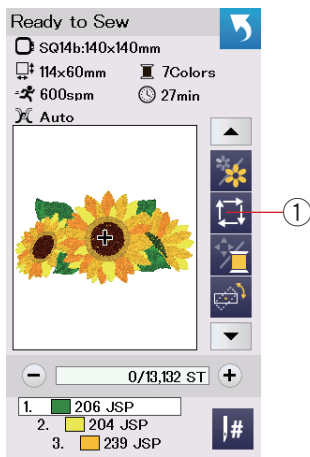 Ready to Sew
SQ14b:140x140mm
114x60mm 7Colors
600spm 27min
Auto
1
0/13,132 ST
1. 206 JSP
2. 204 JSP
3. 239 JSP
#